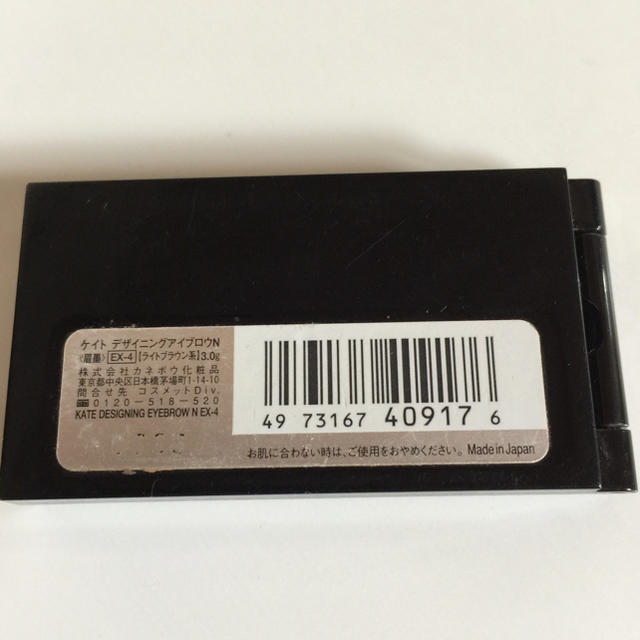 ケイト デザイニングアイブロウN
〈眉墨〉 EX-4 【ライトブラウン系】3.0g
株式会社カネボウ化粧品
東京都中央区日本橋茅場町1-14-10
問合せ先 コスメットDiv.
0120-518-520
KATE DESIGNING EYEBROW N EX-4
49 73167 40917 6
お肌に合わない時は、ご使用をおやめください。 Made in Japan